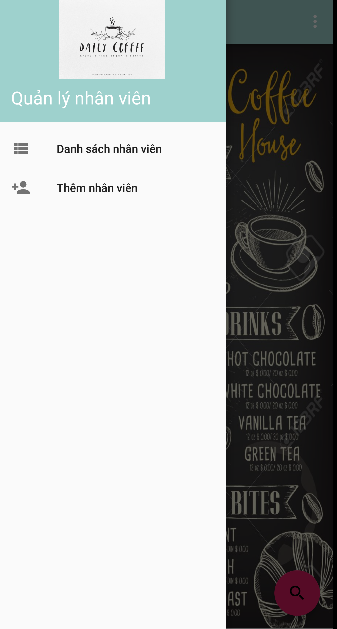 DAILY COFFEE
Quản lý nhân viên
Danh sách nhân viên
Thêm nhân viên
Coffee
House
DRINKS
HOT CHOCOLATE
WHITE CHOCOLATE
VANILLA TEA
GREEN TEA
BITES